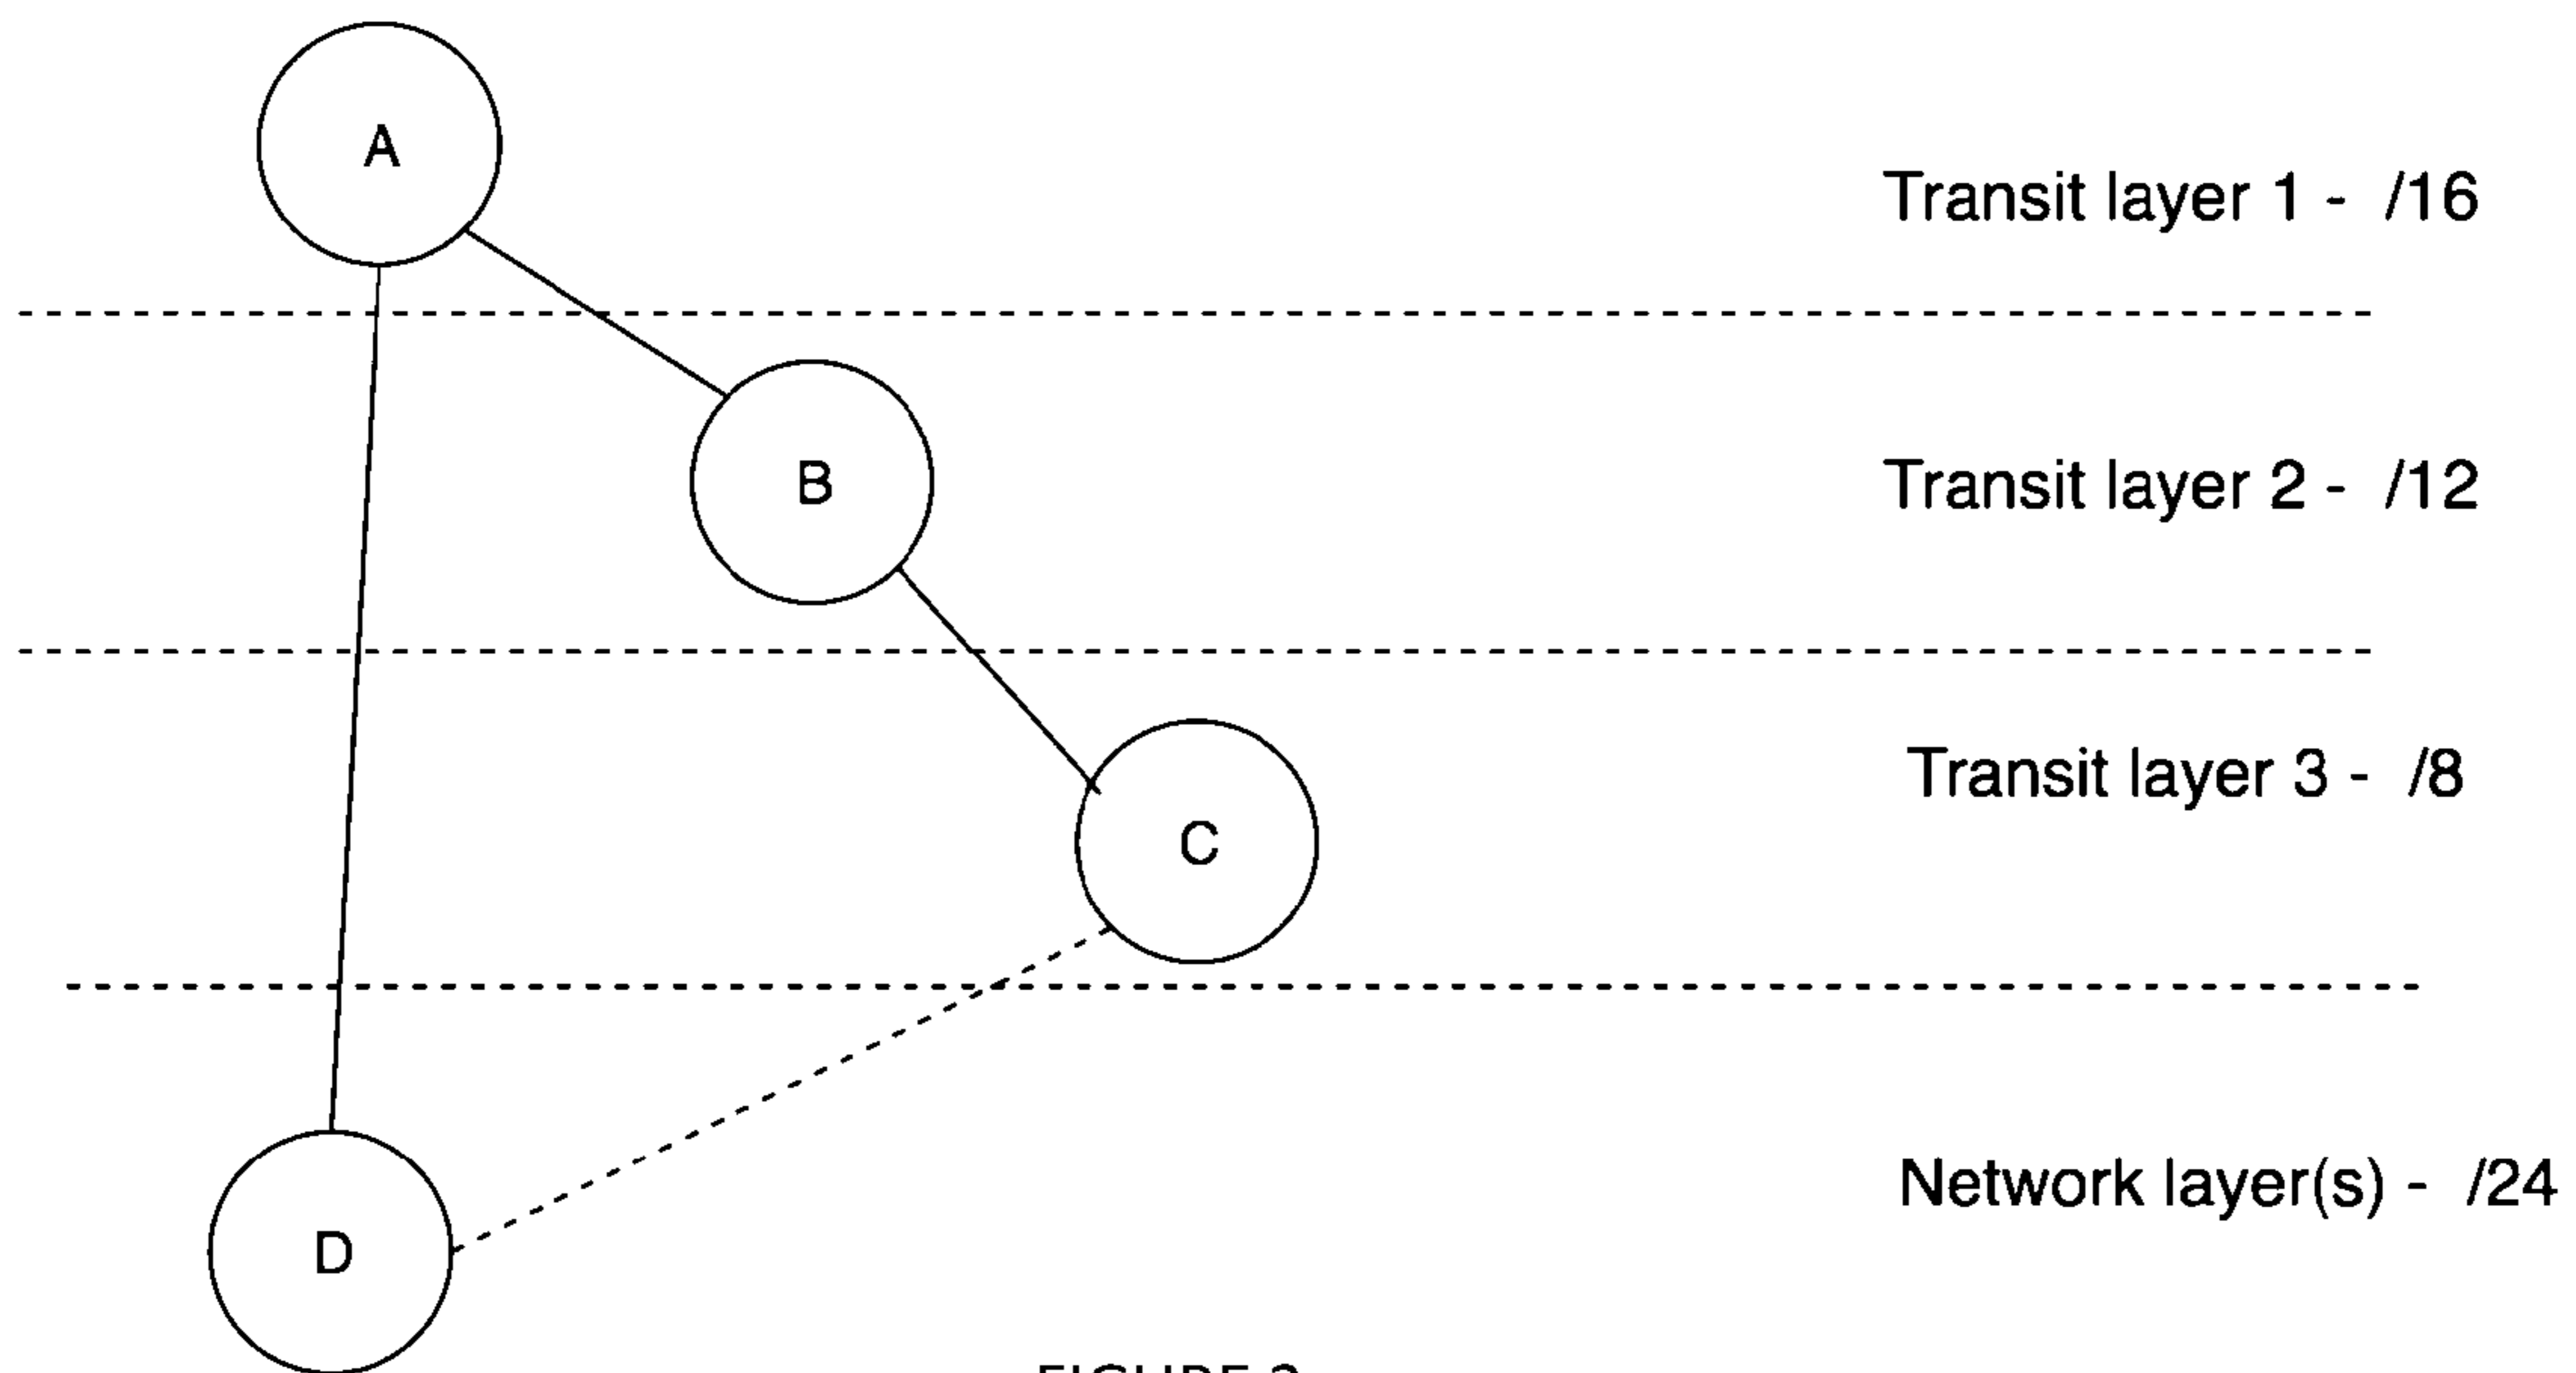 A
Transit layer 1 - /16
B
Transit layer 2 - /12
Transit layer 3 - /8
C
Network layer(s) - /24
D